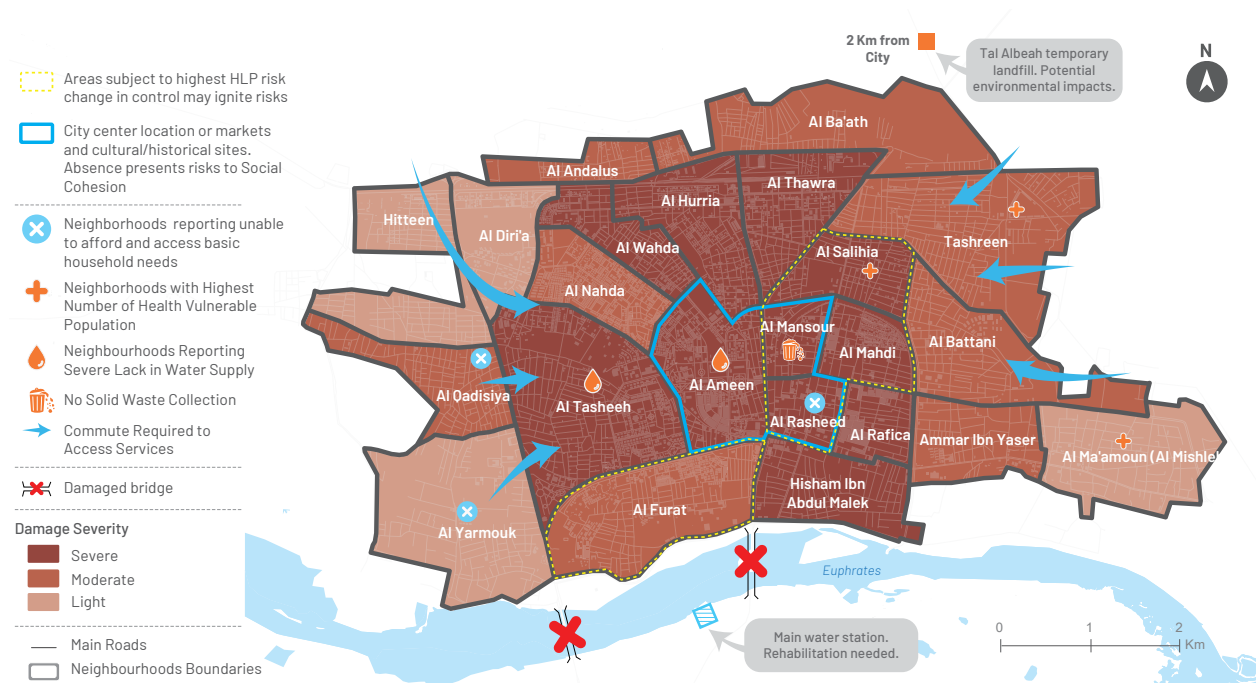 Areas subject to highest HLP risk
change in control may ignite risks
City center location or markets
and cultural/historical sites.
Absence presents risks to Social
Cohesion
Neighborhoods reporting unable
to afford and access basic
household needs
Neighborhoods with Highest
Number of Health Vulnerable
Population
Neighbourhoods Reporting
Severe Lack in Water Supply
No Solid Waste Collection
Commute Required to
Access Services
Damaged bridge
Damage Severity
Severe
Moderate
Light
Main Roads
Neighbourhoods Boundaries
2 Km from
City
Tal Albeah temporary
landfill. Potential
environmental impacts.
N
Al Ba'ath
Al Andalus
Al Thawra
Al Hurria
Hitteen
Al Diri'a
Al Wahda
Al Salihia
Tashreen
Al Nahda
Al Mansour
Al Mahdi
Al Battani
Al Ameen
Al Qadisiya
Al Tasheeh
Al Rasheed
Al Rafica
Ammar Ibn Yaser
Al Ma'amoun (Al Mishlel
Hisham Ibn
Abdul Malek
Al Furat
Al Yarmouk
Euphrates
Main water station.
Rehabilitation needed.
0 1 2
Km